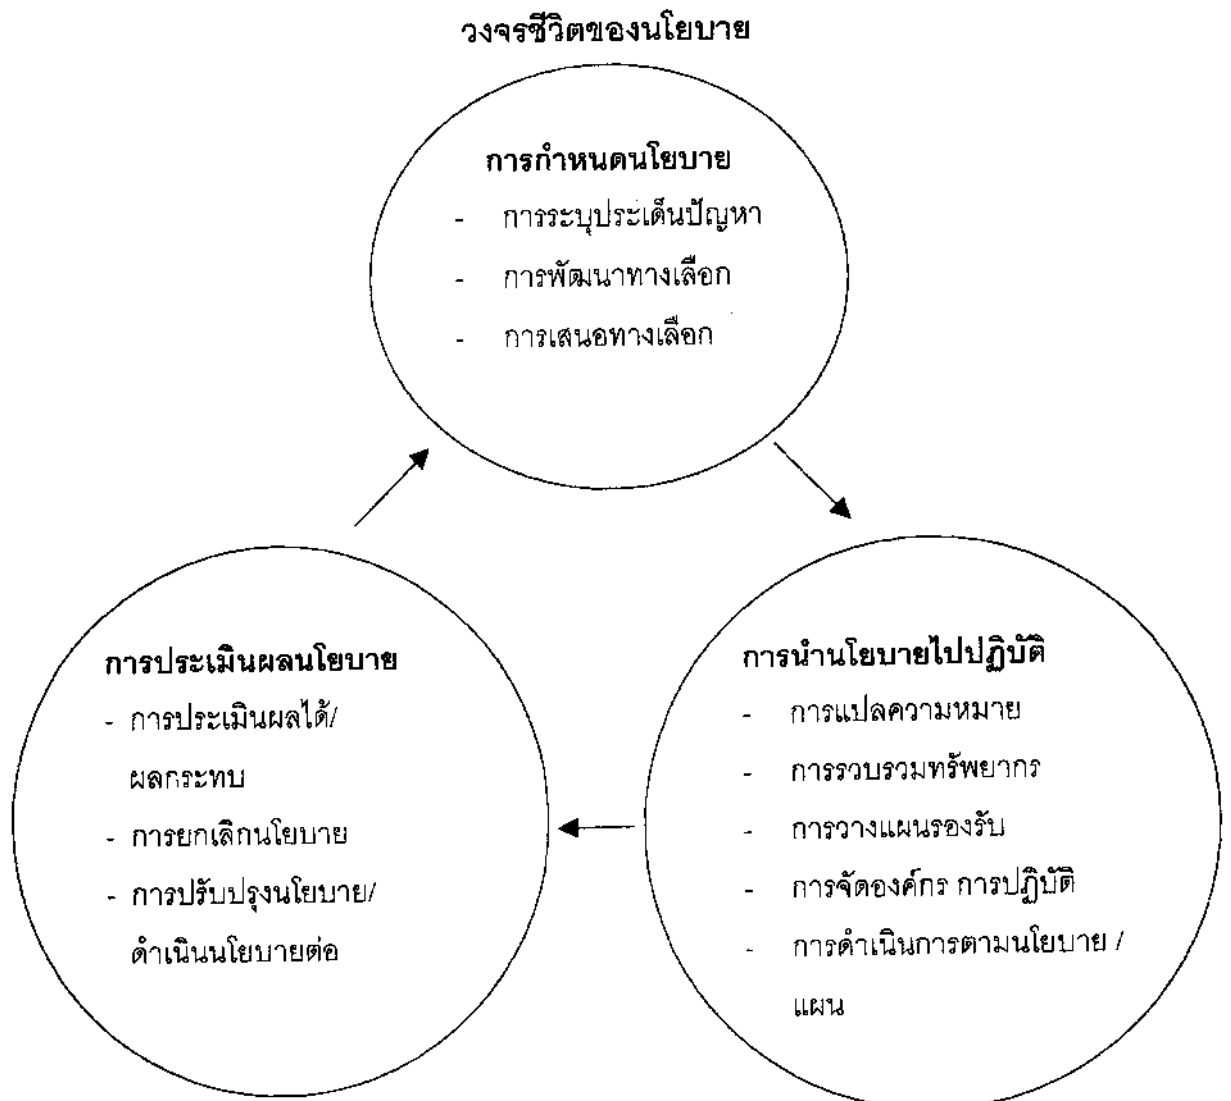 วงจรชีวิตของนโยบาย
การกำหนดนโยบาย
- การระบุประเด็นปัญหา
- การพัฒนาทางเลือก
- การเสนอทางเลือก
การนำนโยบายไปปฏิบัติ
- การแปลความหมาย
- การรวบรวมทรัพยากร
- การวางแผนรองรับ
- การจัดองค์กร การปฏิบัติ
- การดำเนินการตามนโยบาย /
แผน
การประเมินผลนโยบาย
- การประเมินผลได้/
ผลกระทบ
- การยกเลิกนโยบาย
- การปรับปรุงนโยบาย/
ดำเนินนโยบายต่อ